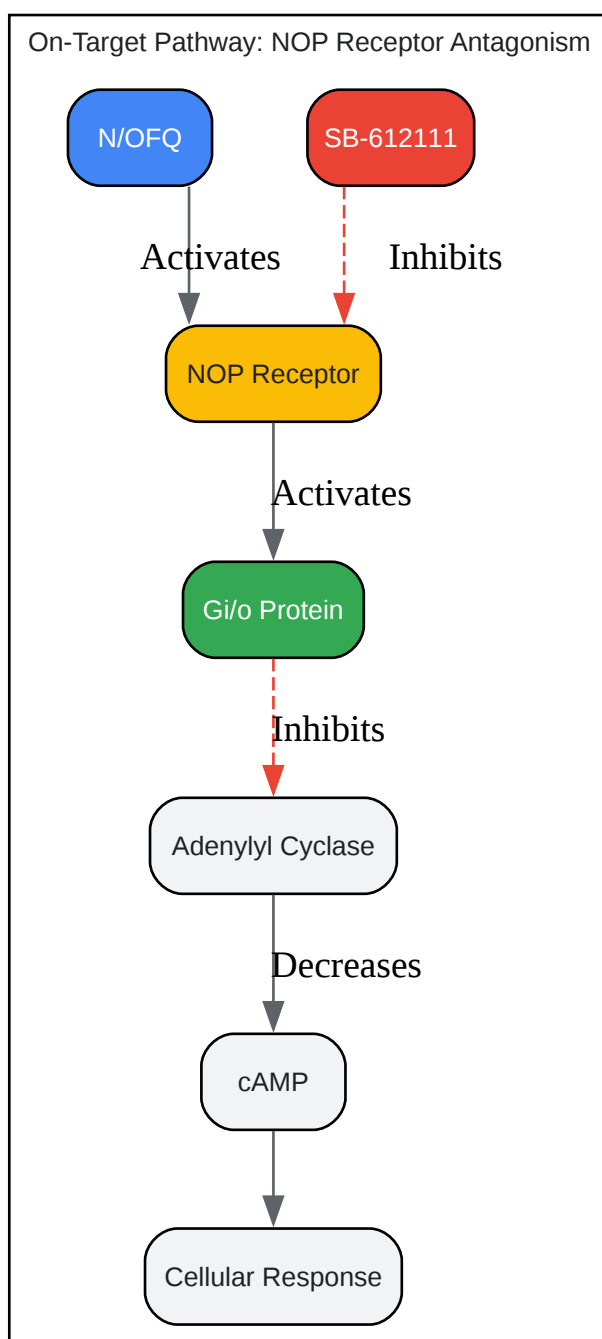 On-Target Pathway: NOP Receptor Antagonism
N/OFQ
SB-612111
Activates
Inhibits
NOP Receptor
Activates
Gi/o Protein
Inhibits
Adenylyl Cyclase
Decreases
cAMP
Cellular Response